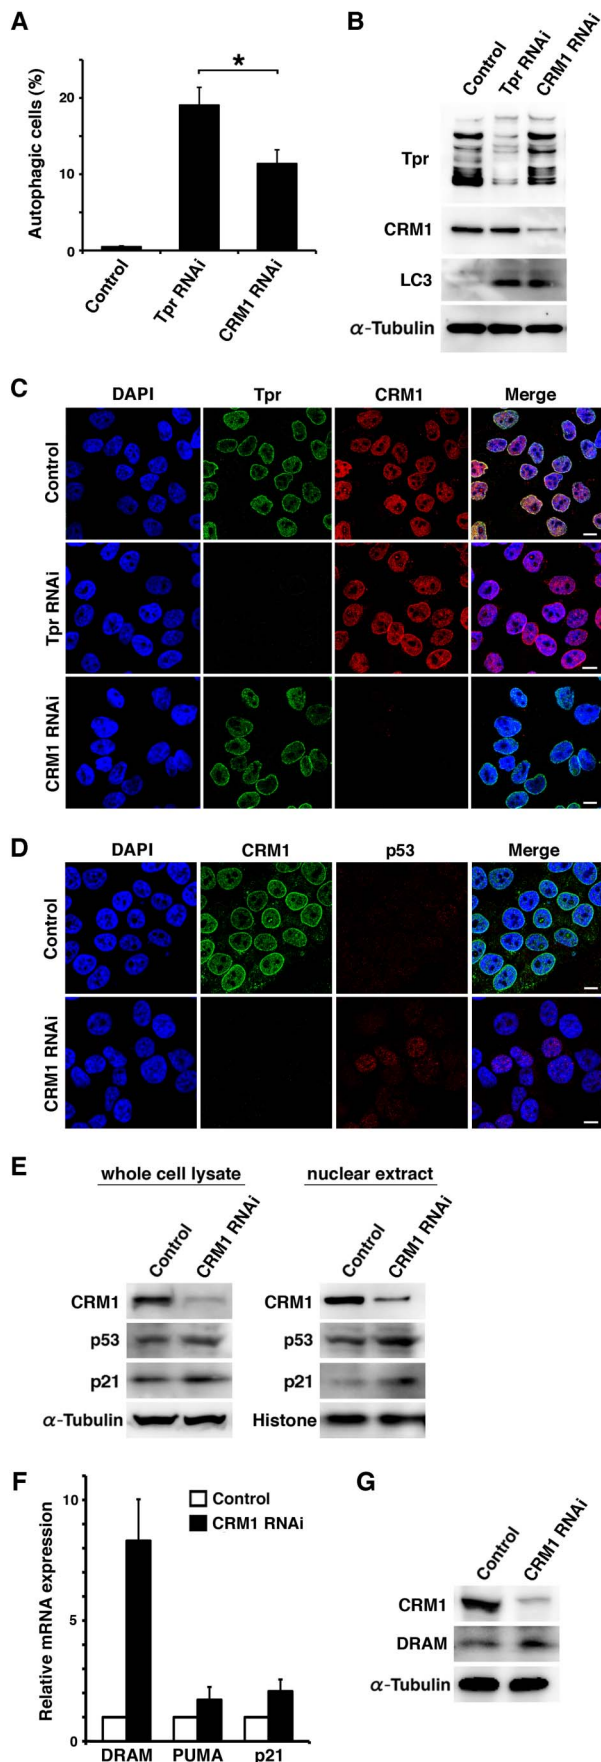 A
Autophagic cells (%)
20
10
0
*
Control
Tpr RNAi
CRM1 RNAi
B
Control
Tpr RNAi
CRM1 RNAi
Tpr
CRM1
LC3
α-Tubulin
C
DAPI Tpr CRM1 Merge
Control
Tpr RNAi
CRM1 RNAi
D
DAPI CRM1 p53 Merge
Control
CRM1 RNAi
E
whole cell lysate
Control
CRM1 RNAi
CRM1
p53
p21
α-Tubulin
nuclear extract
Control
CRM1 RNAi
CRM1
p53
p21
Histone
F
Relative mRNA expression
10
5
0
Control
CRM1 RNAi
DRAM PUMA p21
G
Control
CRM1 RNAi
CRM1
DRAM
α-Tubulin